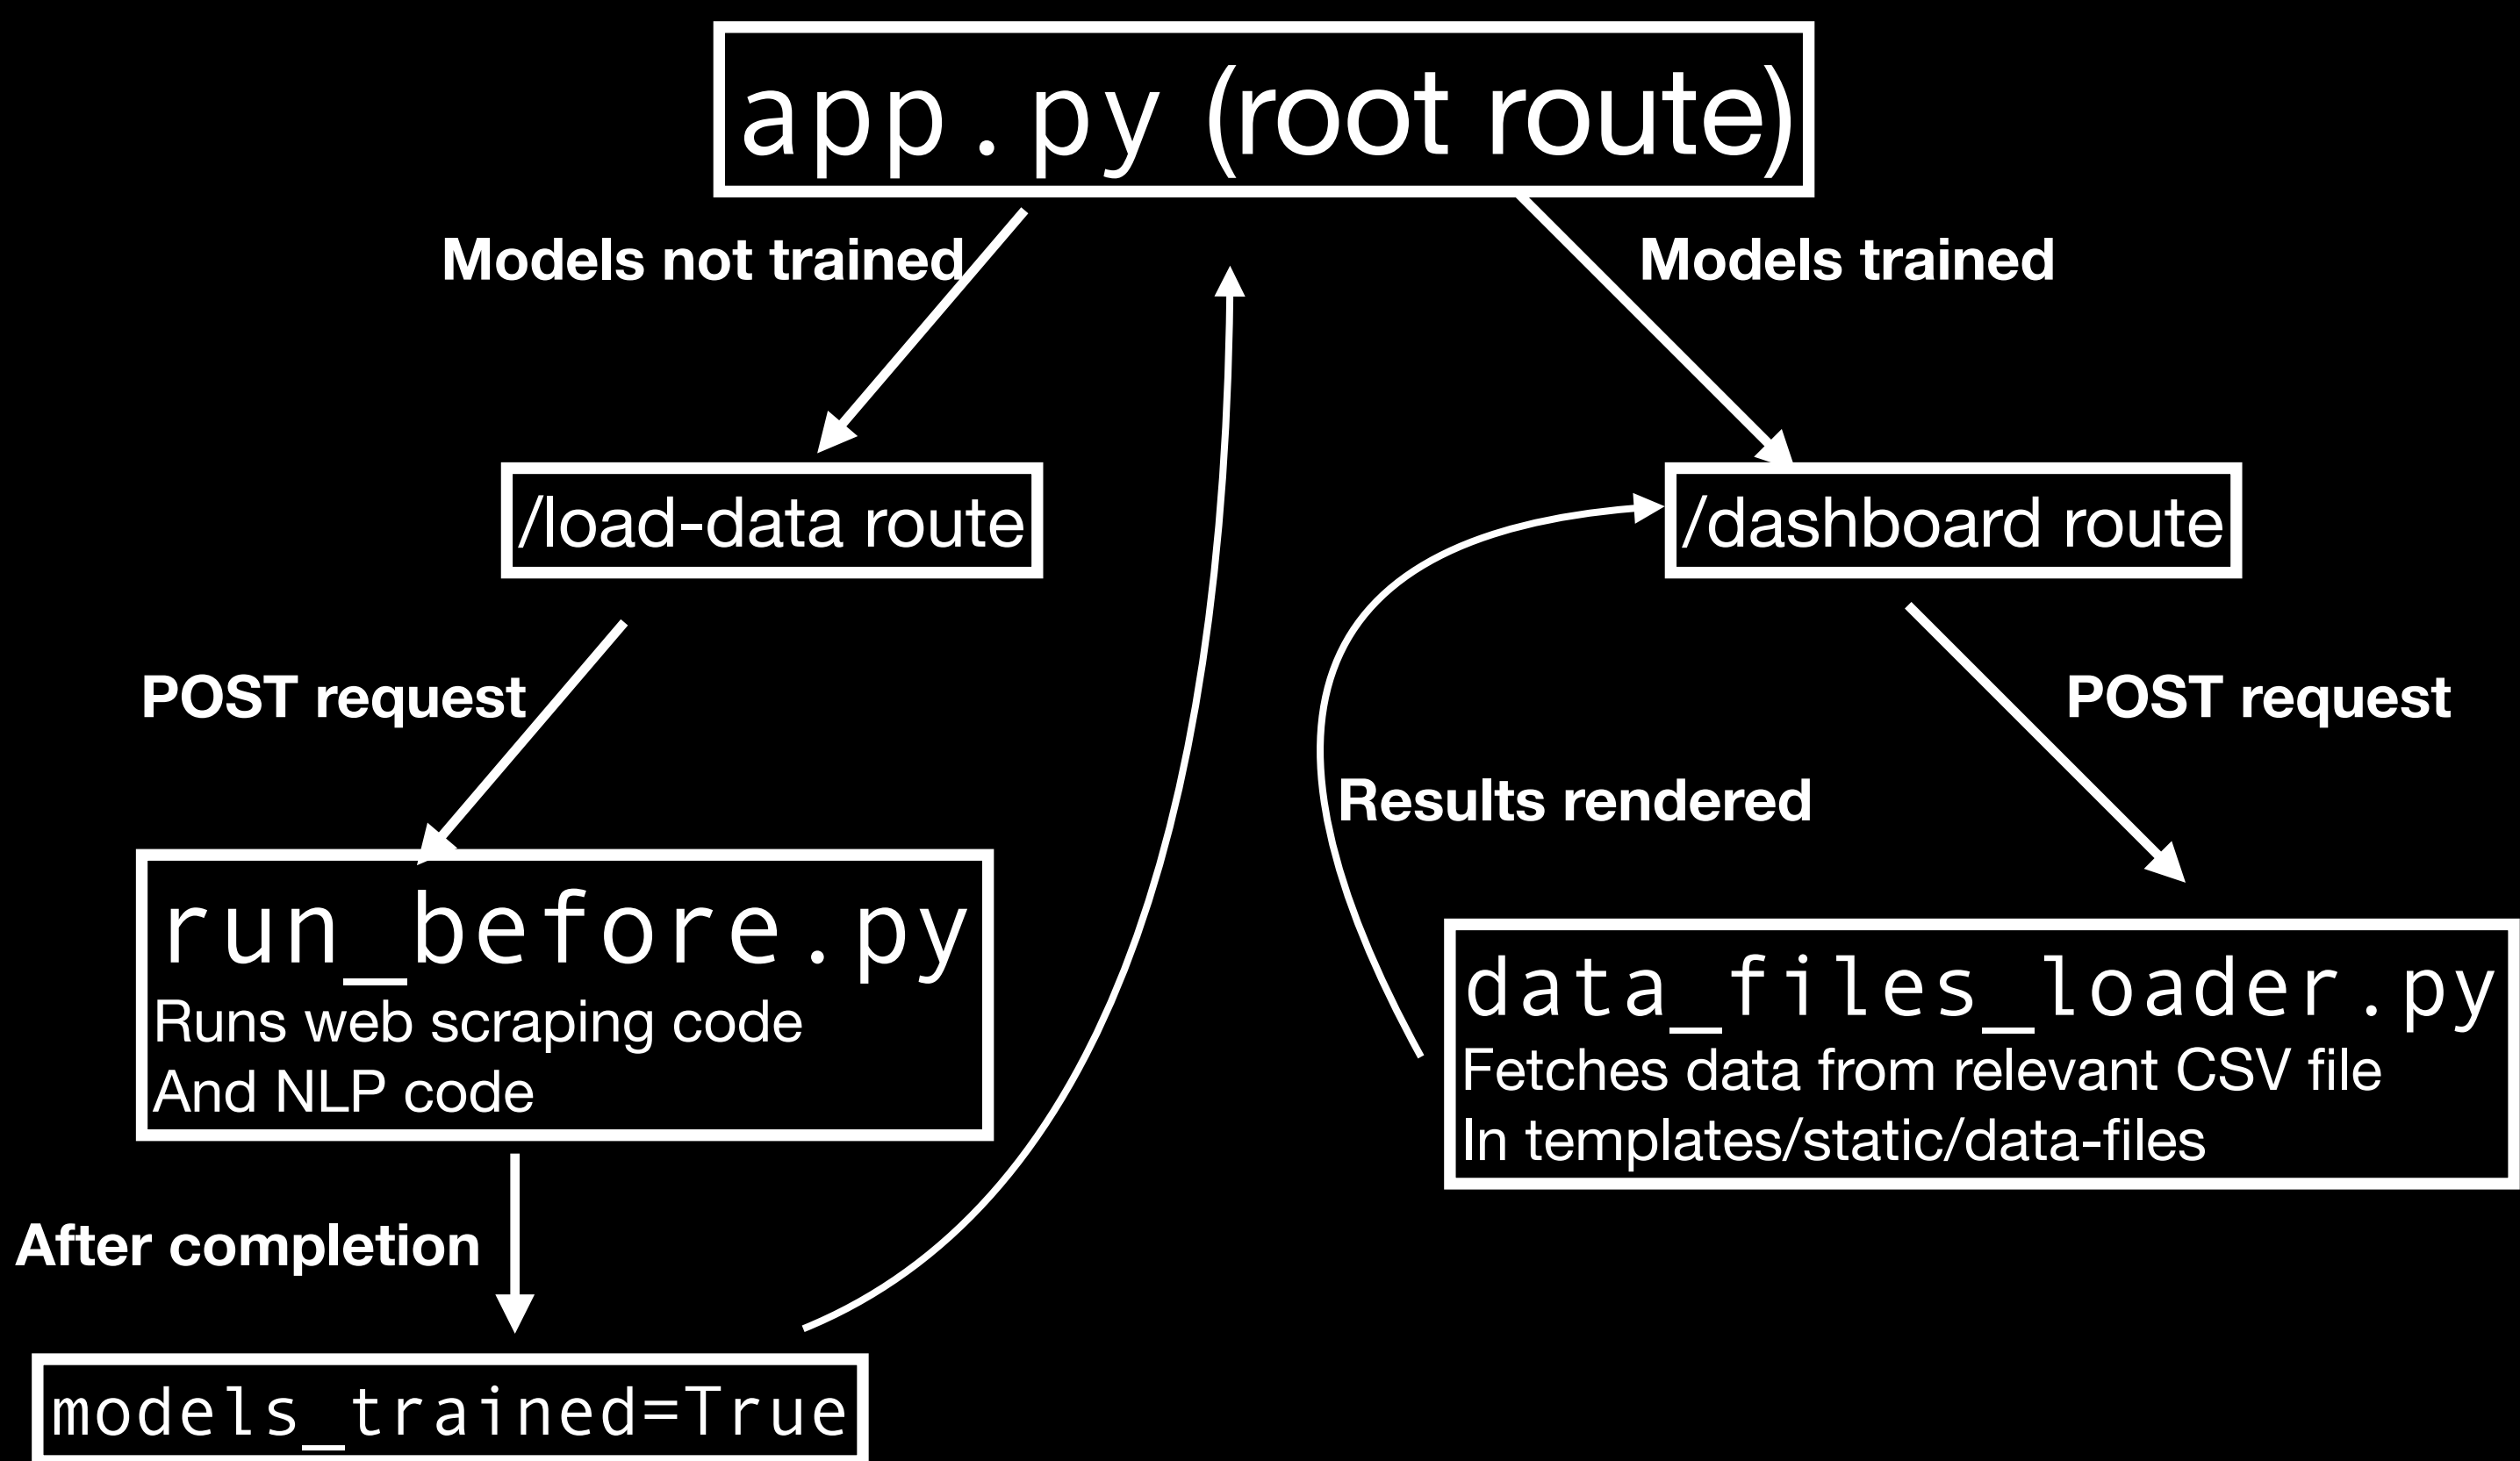 app.py (root route)
Models not trained
Models trained
/load-data route
/dashboard route
POST request
POST request
Results rendered
run_before.py
Runs web scraping code
And NLP code
data_files_loader.py
Fetches data from relevant CSV file
In templates/static/data-files
After completion
models_trained=True